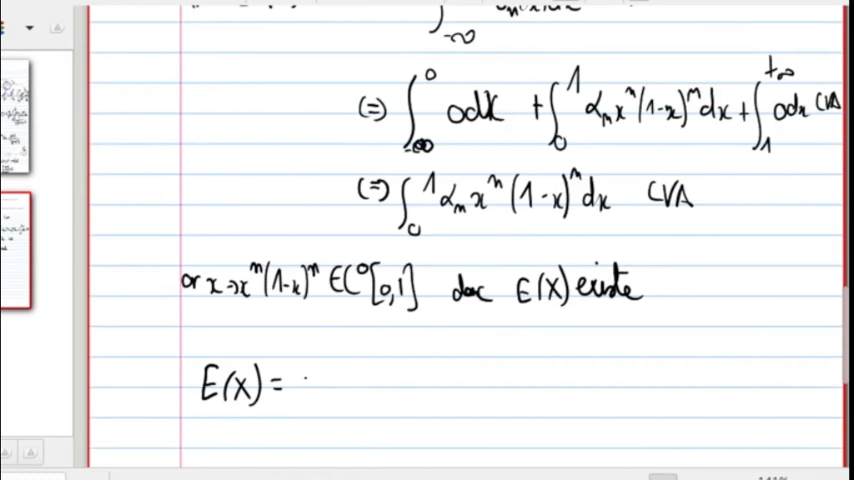 (=) ∫_{-∞}^{0} 0dx + ∫_{0}^{1} α_n x^n (1-x)^n dx + ∫_{1}^{+∞} 0dx CVA
(=) ∫_{0}^{1} α_n x^n (1-x)^n dx CVA
or x→x^n (1-x)^n ∈ C^0 [0,1] donc E(X) existe
E(X) =